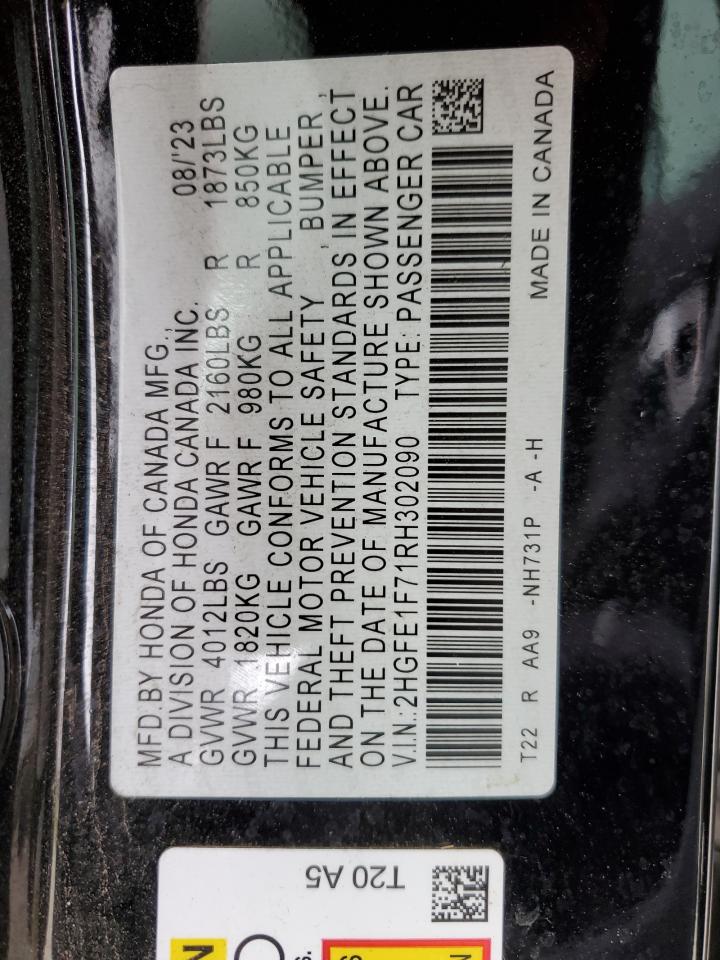 MFD.BY HONDA OF CANADA MFG.,
A DIVISION OF HONDA CANADA INC. 08/'23
GVWR 4012LBS GAWR F 2160LBS R 1873LBS
GVWR 1820KG GAWR F 980KG R 850KG
THIS VEHICLE CONFORMS TO ALL APPLICABLE
FEDERAL MOTOR VEHICLE SAFETY , BUMPER ,
AND THEFT PREVENTION STANDARDS IN EFFECT
ON THE DATE OF MANUFACTURE SHOWN ABOVE.
V.I.N.:2HGFE1F71RH302090 TYPE: PASSENGER CAR
T22 R AA9 -NH731P -A -H MADE IN CANADA
T20 A5